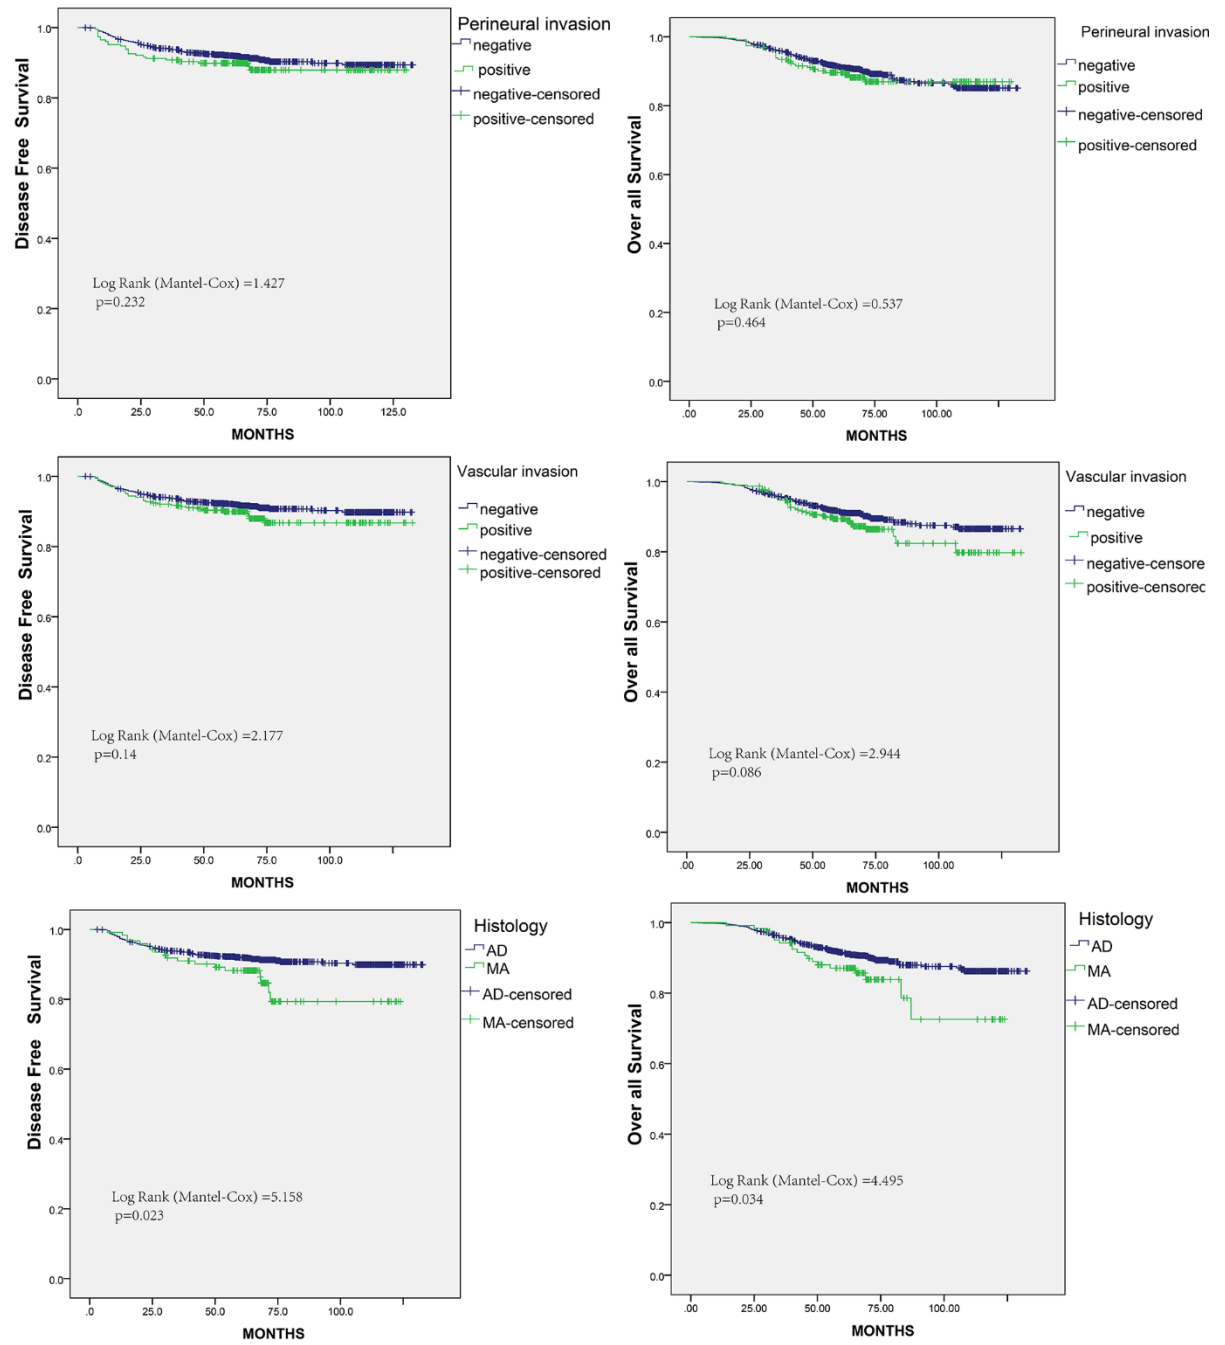 Perineural invasion
negative
positive
negative-censored
positive-censored
Disease Free Survival
1.0
0.8
0.6
0.4
0.2
0.0
Log Rank (Mantel-Cox) =1.427
p=0.232
.0 25.0 50.0 75.0 100.0 125.0
MONTHS
Perineural invasion
negative
positive
negative-censored
positive-censored
Over all Survival
1.0
0.8
0.6
0.4
0.2
0.0
Log Rank (Mantel-Cox) =0.537
p=0.464
.00 25.00 50.00 75.00 100.00
MONTHS
Vascular invasion
negative
positive
negative-censored
positive-censored
Disease Free Survival
1.0
0.8
0.6
0.4
0.2
0.0
Log Rank (Mantel-Cox) =2.177
p=0.14
.0 25.0 50.0 75.0 100.0
MONTHS
Vascular invasion
negative
positive
negative-censore
positive-censorec
Over all Survival
1.0
0.8
0.6
0.4
0.2
0.0
Log Rank (Mantel-Cox) =2.944
p=0.086
.00 25.00 50.00 75.00 100.00
MONTHS
Histology
AD
MA
AD-censored
MA-censored
Disease Free Survival
1.0
0.8
0.6
0.4
0.2
0.0
Log Rank (Mantel-Cox) =5.158
p=0.023
.0 25.0 50.0 75.0 100.0
MONTHS
Histology
AD
MA
AD-censored
MA-censored
Over all Survival
1.0
0.8
0.6
0.4
0.2
0.0
Log Rank (Mantel-Cox) =4.495
p=0.034
.00 25.00 50.00 75.00 100.00
MONTHS